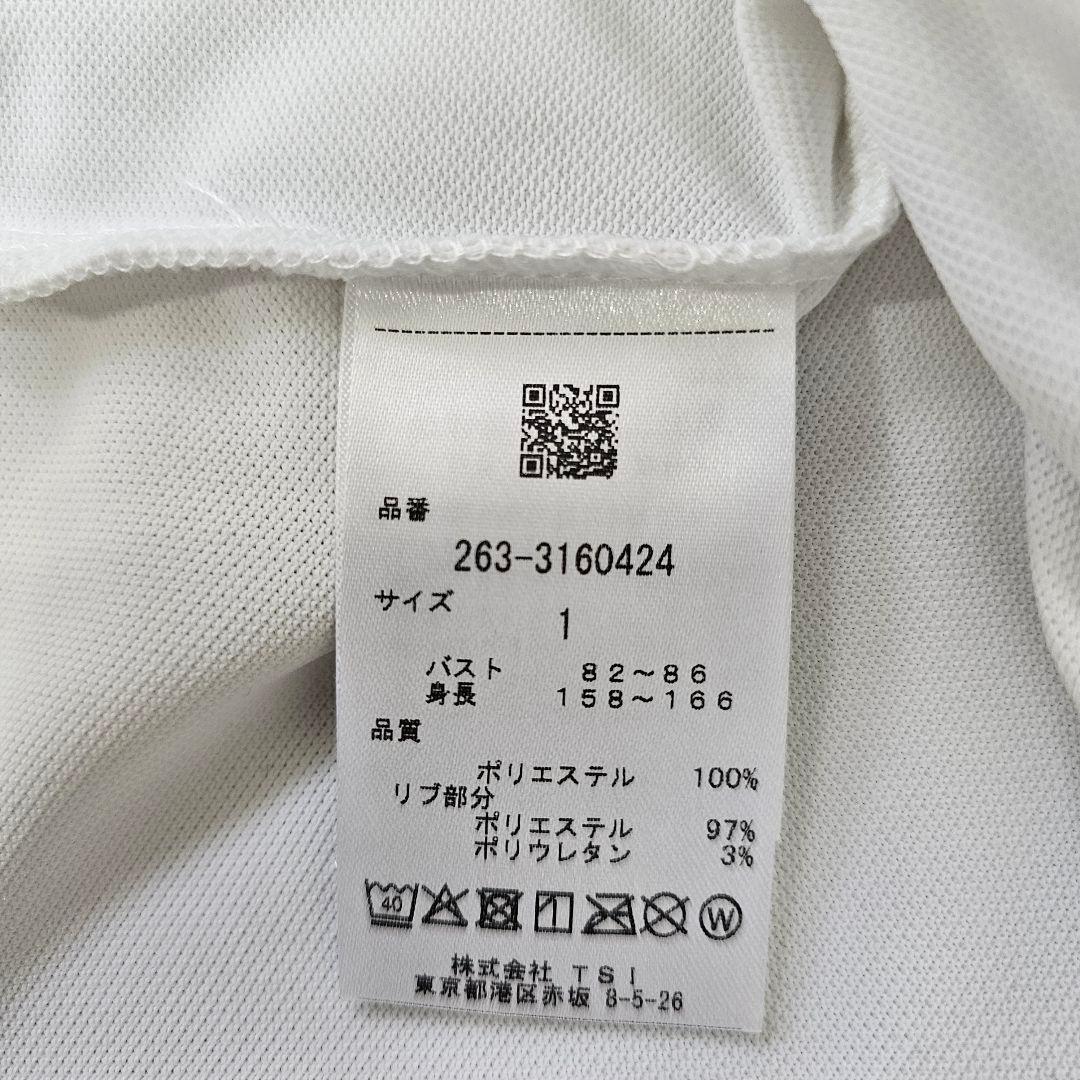 品番
263-3160424
サイズ
1
バスト 82～86
身長 158～166
品質
ポリエステル 100%
リブ部分
ポリエステル 97%
ポリウレタン 3%
40 W
株式会社 TSI
東京都港区赤坂 8-5-26